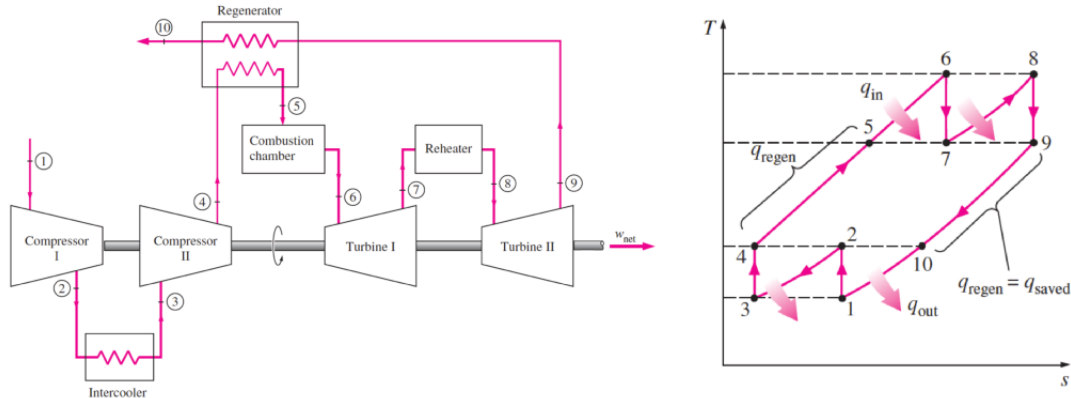 Regenerator
10
5
1
Combustion
chamber
Reheater
4
6
7
8
9
Compressor
I
Compressor
II
Turbine I
Turbine II
w_net
2
3
Intercooler
T
6
8
q_in
5
7
9
q_regen
2
4
10
q_regen = q_saved
3
1
q_out
s